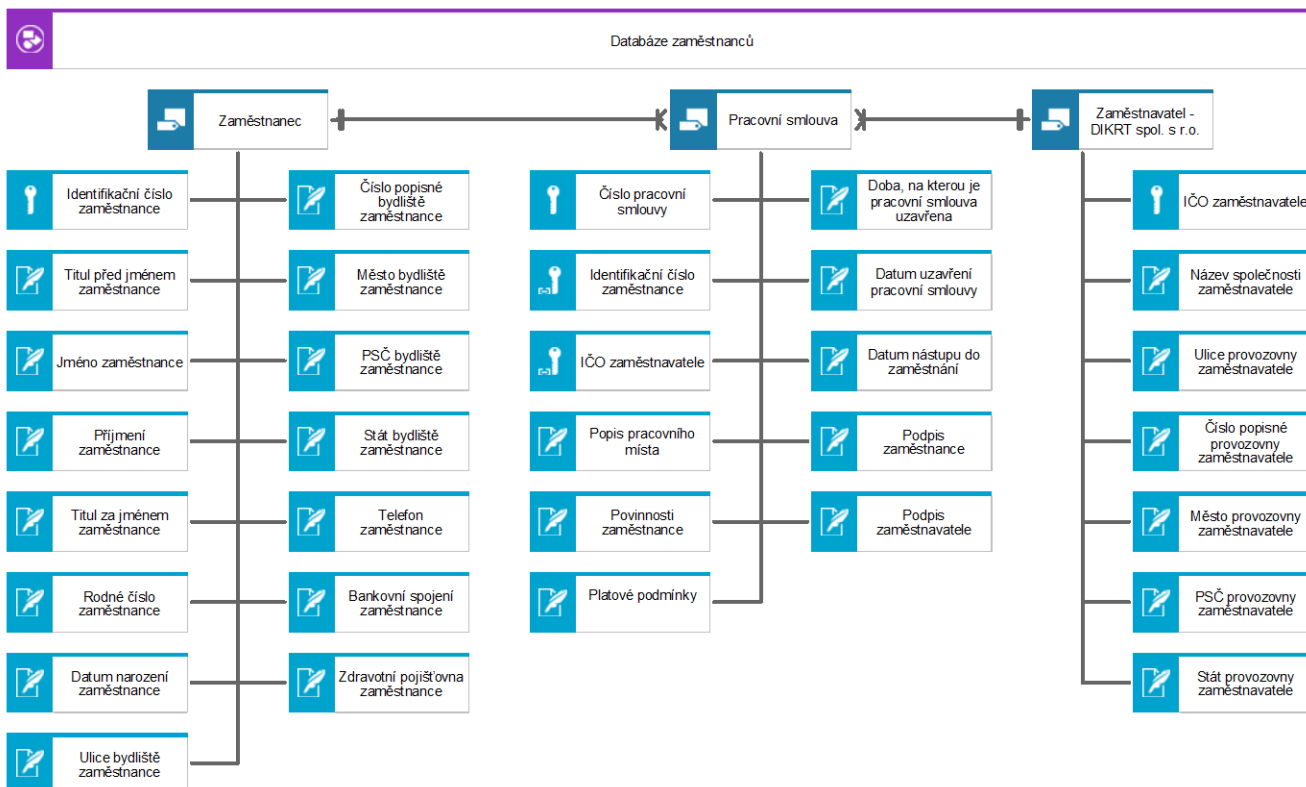 Databáze zaměstnanců
Zaměstnanec
Pracovní smlouva
Zaměstnavatel -
DIKRT spol. s r.o.
Identifikační číslo
zaměstnance
Titul před jménem
zaměstnance
Jméno zaměstnance
Příjmení
zaměstnance
Titul za jménem
zaměstnance
Rodné číslo
zaměstnance
Datum narození
zaměstnance
Ulice bydliště
zaměstnance
Číslo popisné
bydliště
zaměstnance
Město bydliště
zaměstnance
PSČ bydliště
zaměstnance
Stát bydliště
zaměstnance
Telefon
zaměstnance
Bankovní spojení
zaměstnance
Zdravotní pojišťovna
zaměstnance
Číslo pracovní
smlouvy
Identifikační číslo
zaměstnance
IČO zaměstnavatele
Popis pracovního
místa
Povinnosti
zaměstnance
Platové podmínky
Doba, na kterou je
pracovní smlouva
uzavřena
Datum uzavření
pracovní smlouvy
Datum nástupu do
zaměstnání
Podpis
zaměstnance
Podpis
zaměstnavatele
IČO zaměstnavatele
Název společnosti
zaměstnavatele
Ulice provozovny
zaměstnavatele
Číslo popisné
provozovny
zaměstnavatele
Město provozovny
zaměstnavatele
PSČ provozovny
zaměstnavatele
Stát provozovny
zaměstnavatele